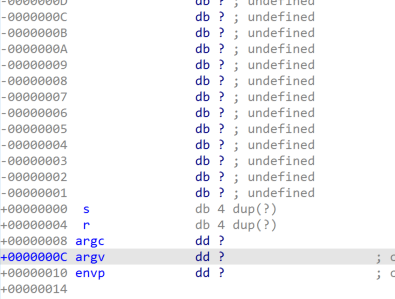 -0000000D db ? ; undefined
-0000000C db ? ; undefined
-0000000B db ? ; undefined
-0000000A db ? ; undefined
-00000009 db ? ; undefined
-00000008 db ? ; undefined
-00000007 db ? ; undefined
-00000006 db ? ; undefined
-00000005 db ? ; undefined
-00000004 db ? ; undefined
-00000003 db ? ; undefined
-00000002 db ? ; undefined
-00000001 db ? ; undefined
+00000000 s db 4 dup(?)
+00000004 r db 4 dup(?)
+00000008 argc dd ?
+0000000C argv dd ? ;
+00000010 envp dd ? ;
+00000014